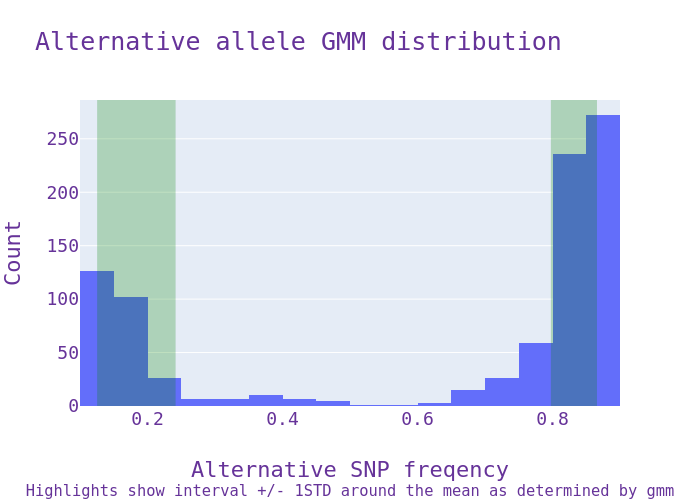 Alternative allele GMM distribution
250
200
150
100
50
0
Count
0.2
0.4
0.6
0.8
Alternative SNP freqency
Highlights show interval +/- 1STD around the mean as determined by gmm